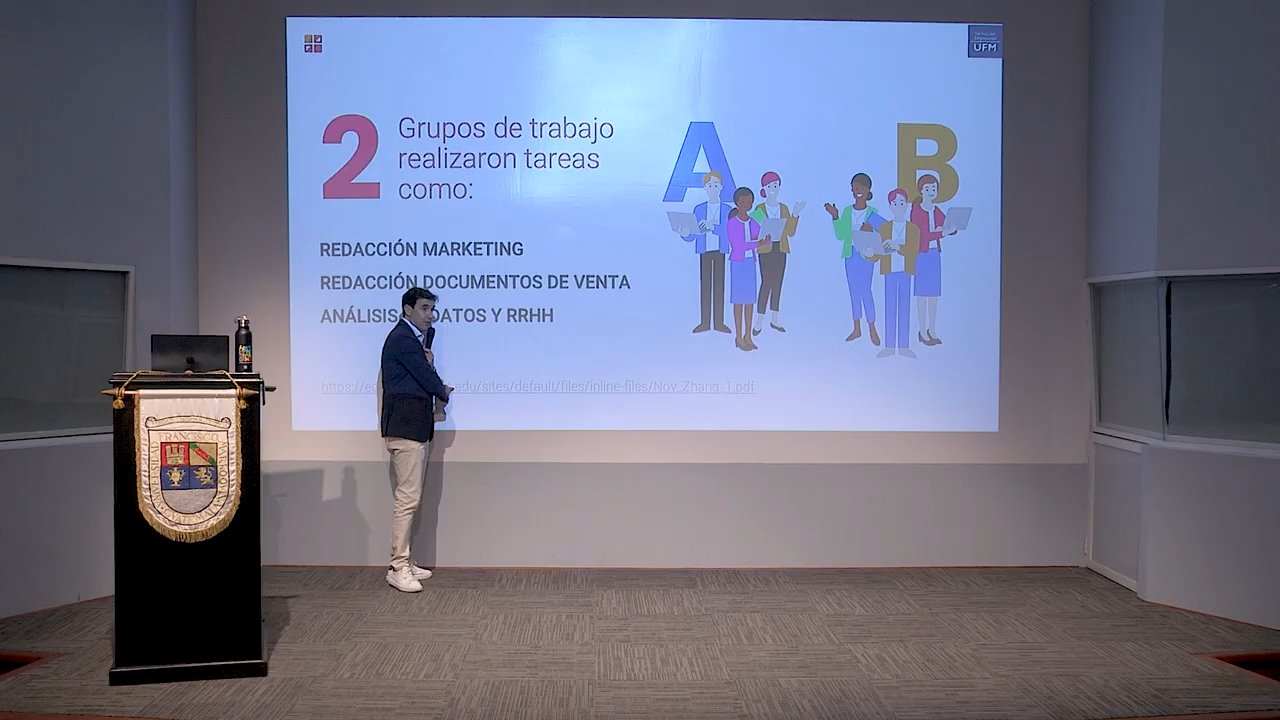 2
Grupos de trabajo
realizaron tareas
como:
A
B
UFM
REDACCIÓN MARKETING
REDACCIÓN DOCUMENTOS DE VENTA
ANÁLISIS DATOS Y RRHH
edu/sites/default/files/inline-files/Noy_Zhang_1.pdf
FRANCISCO